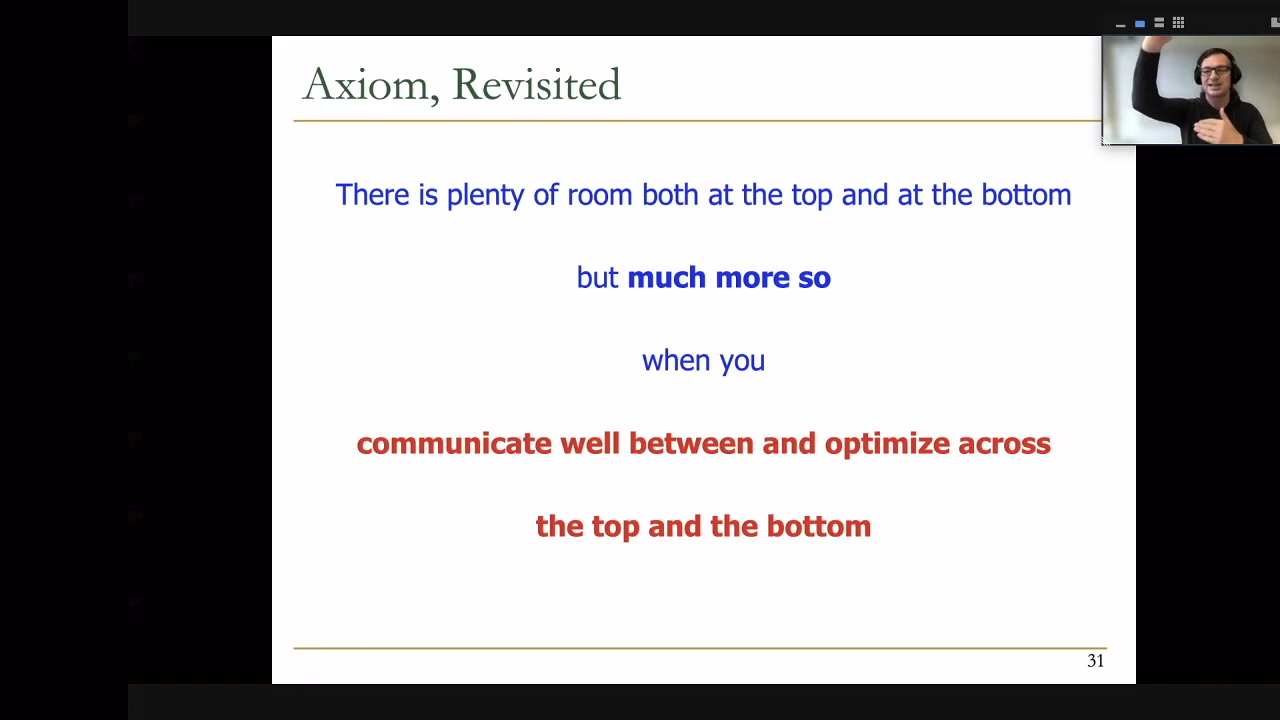 Axiom, Revisited
There is plenty of room both at the top and at the bottom
but much more so
when you
communicate well between and optimize across
the top and the bottom
31